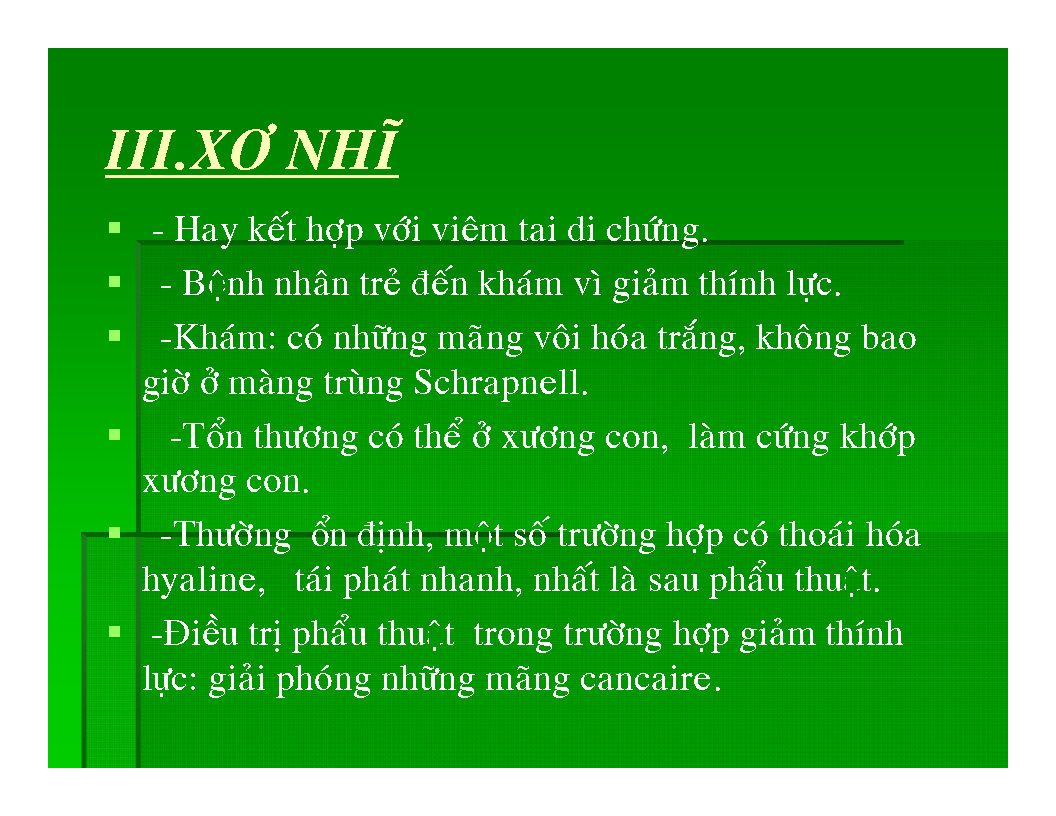 III.XƠ NHĨ
- Hay kết hợp với viêm tai di chứng.
- Bệnh nhân trẻ đến khám vì giảm thính lực.
-Khám: có những mãng vôi hóa trắng, không bao
giờ ở màng trùng Schrapnell.
-Tổn thương có thể ở xương con, làm cứng khớp
xương con.
-Thường ổn định, một số trường hợp có thoái hóa
hyaline, tái phát nhanh, nhất là sau phẩu thuật.
-Điều trị phẩu thuật trong trường hợp giảm thính
lực: giải phóng những mãng cancaire.